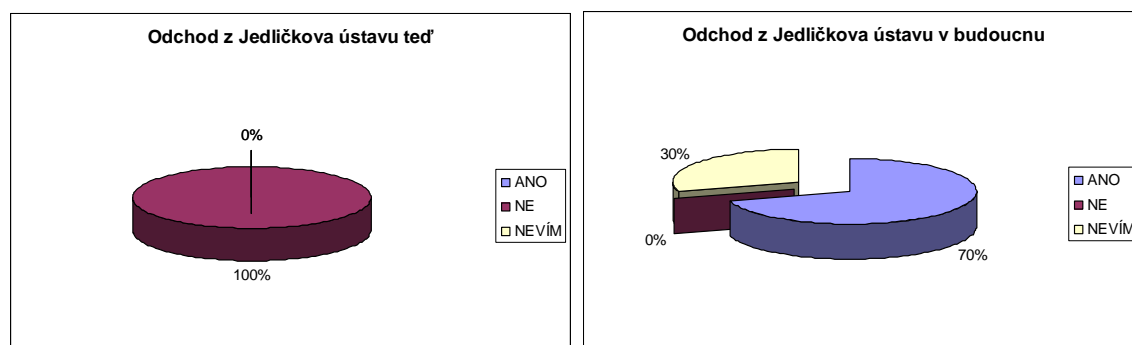 Odchod z Jedličkova ústavu teď
0%
100%
ANO
NE
NEVÍM
Odchod z Jedličkova ústavu v budoucnu
30%
0%
70%
ANO
NE
NEVÍM